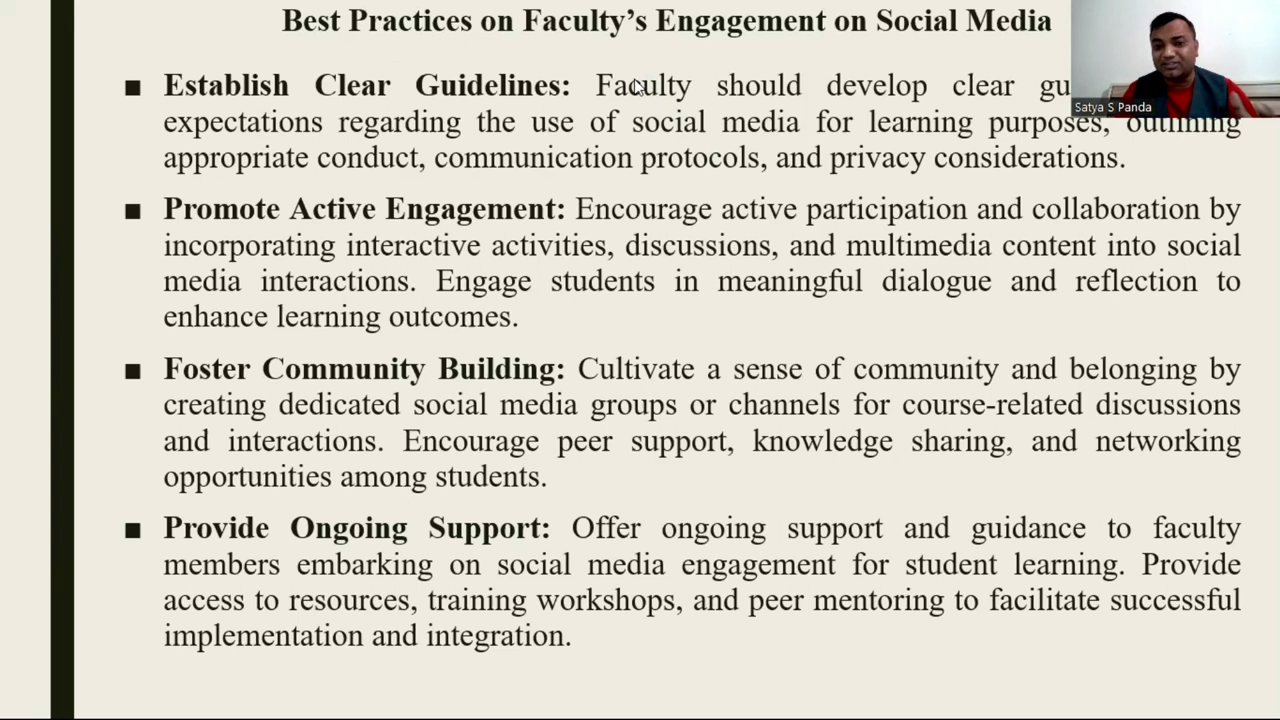 Best Practices on Faculty's Engagement on Social Media
Satya S Panda
■ Establish Clear Guidelines: Faculty should develop clear
expectations regarding the use of social media for learning purposes, outlining
appropriate conduct, communication protocols, and privacy considerations.
■ Promote Active Engagement: Encourage active participation and collaboration by
incorporating interactive activities, discussions, and multimedia content into social
media interactions. Engage students in meaningful dialogue and reflection to
enhance learning outcomes.
■ Foster Community Building: Cultivate a sense of community and belonging by
creating dedicated social media groups or channels for course-related discussions
and interactions. Encourage peer support, knowledge sharing, and networking
opportunities among students.
■ Provide Ongoing Support: Offer ongoing support and guidance to faculty
members embarking on social media engagement for student learning. Provide
access to resources, training workshops, and peer mentoring to facilitate successful
implementation and integration.